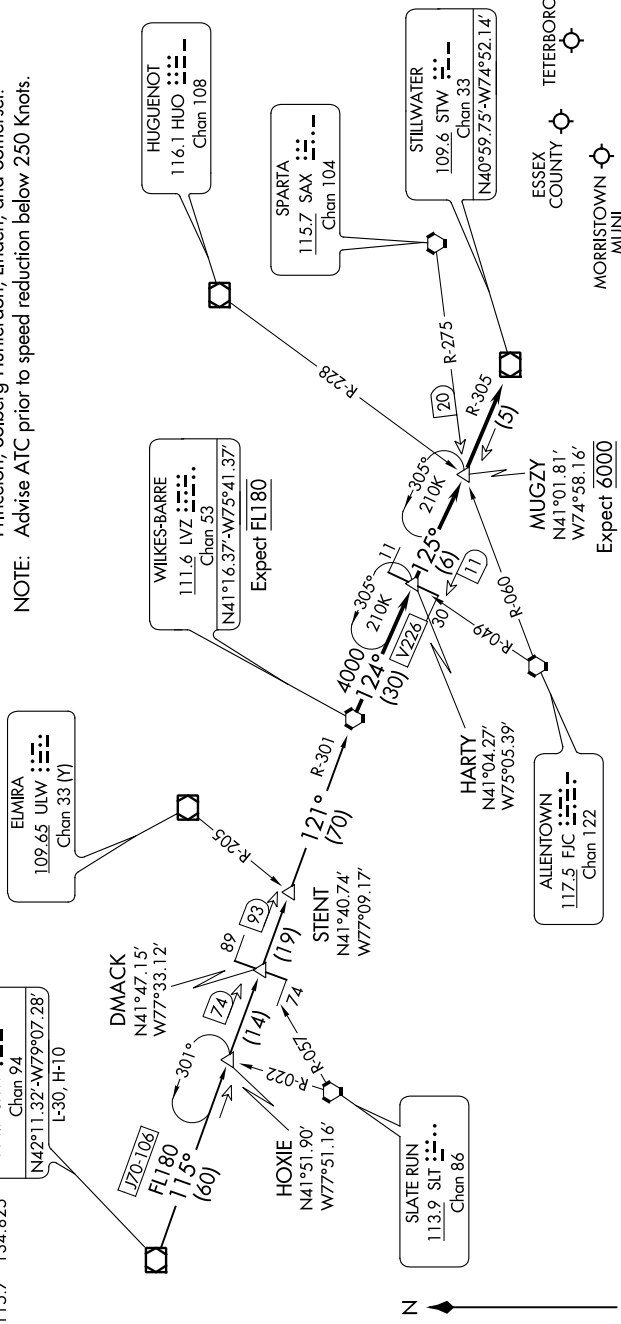 NOTE: Advise ATC prior to speed reduction below 250 Knots.
115.7 134.825
Chan 94
N42°11.32'-W79°07.28'
L-30, H-10
ELMIRA
109.65 ULW
Chan 33 (Y)
HUGUENOT
116.1 HUO
Chan 108
SPARTA
115.7 SAX
Chan 104
STILLWATER
109.6 STW
Chan 33
N40°59.75'-W74°52.14'
WILKES-BARRE
111.6 LVZ
Chan 53
N41°16.37'-W75°41.37'
Expect FL180
TETERBORO
ESSEX
COUNTY
MORRISTOWN
MUNI
J70-106
FL180
115°
(60)
301°
HOXIE
N41°51.90'
W77°51.16'
R-022
R-057
74
(14)
74
DMACK
N41°47.15'
W77°33.12'
89
93
(19)
R-205
STENT
N41°40.74'
W77°09.17'
121°
(70)
R-301
4000
124°
(30)
V226
305°
210K
11
30
HARTY
N41°04.27'
W75°05.39'
R-049
125°
(6)
11
305°
210K
R-228
R-060
20
R-275
R-305
(5)
MUGZY
N41°01.81'
W74°58.16'
Expect 6000
SLATE RUN
113.9 SLT
Chan 86
ALLENTOWN
117.5 FJC
Chan 122
N